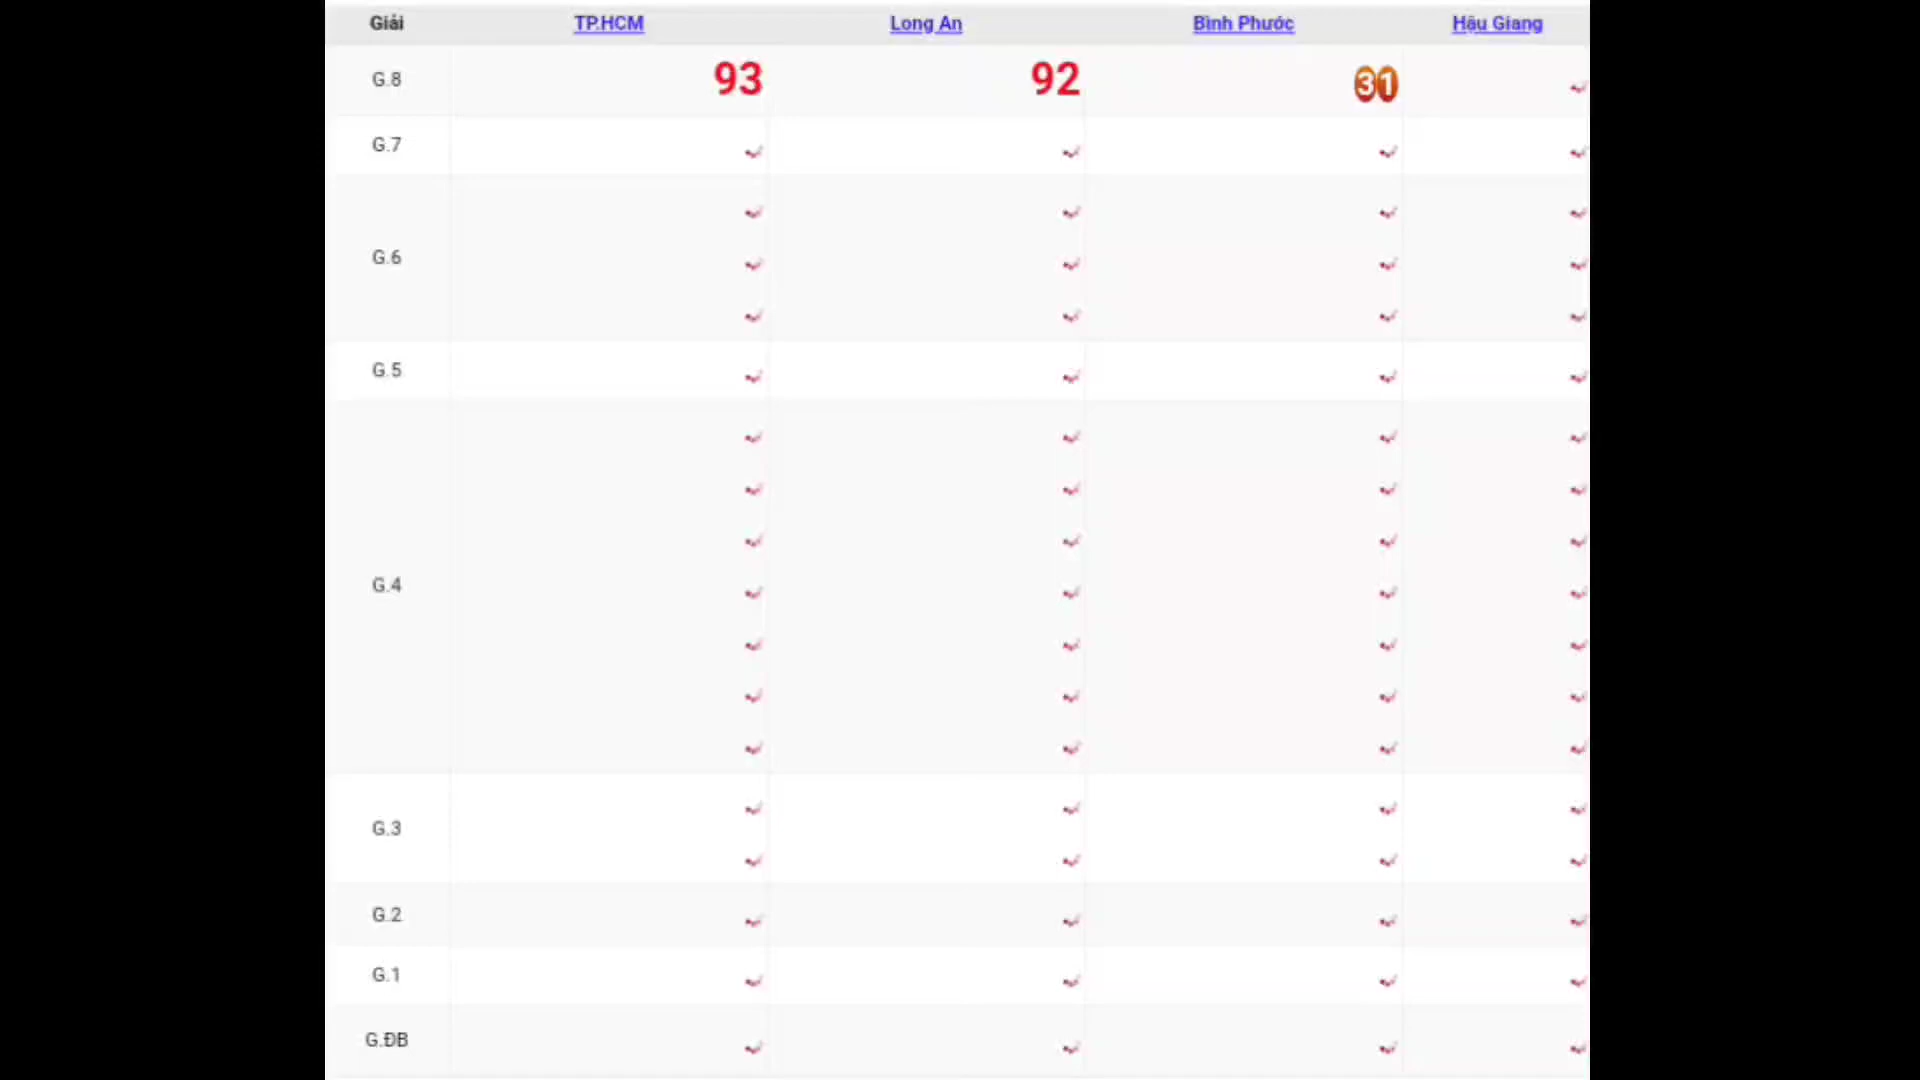 Giải TP.HCM Long An Bình Phước Hậu Giang
G.8 93 92 31
G.7
G.6
G.5
G.4
G.3
G.2
G.1
G.ĐB